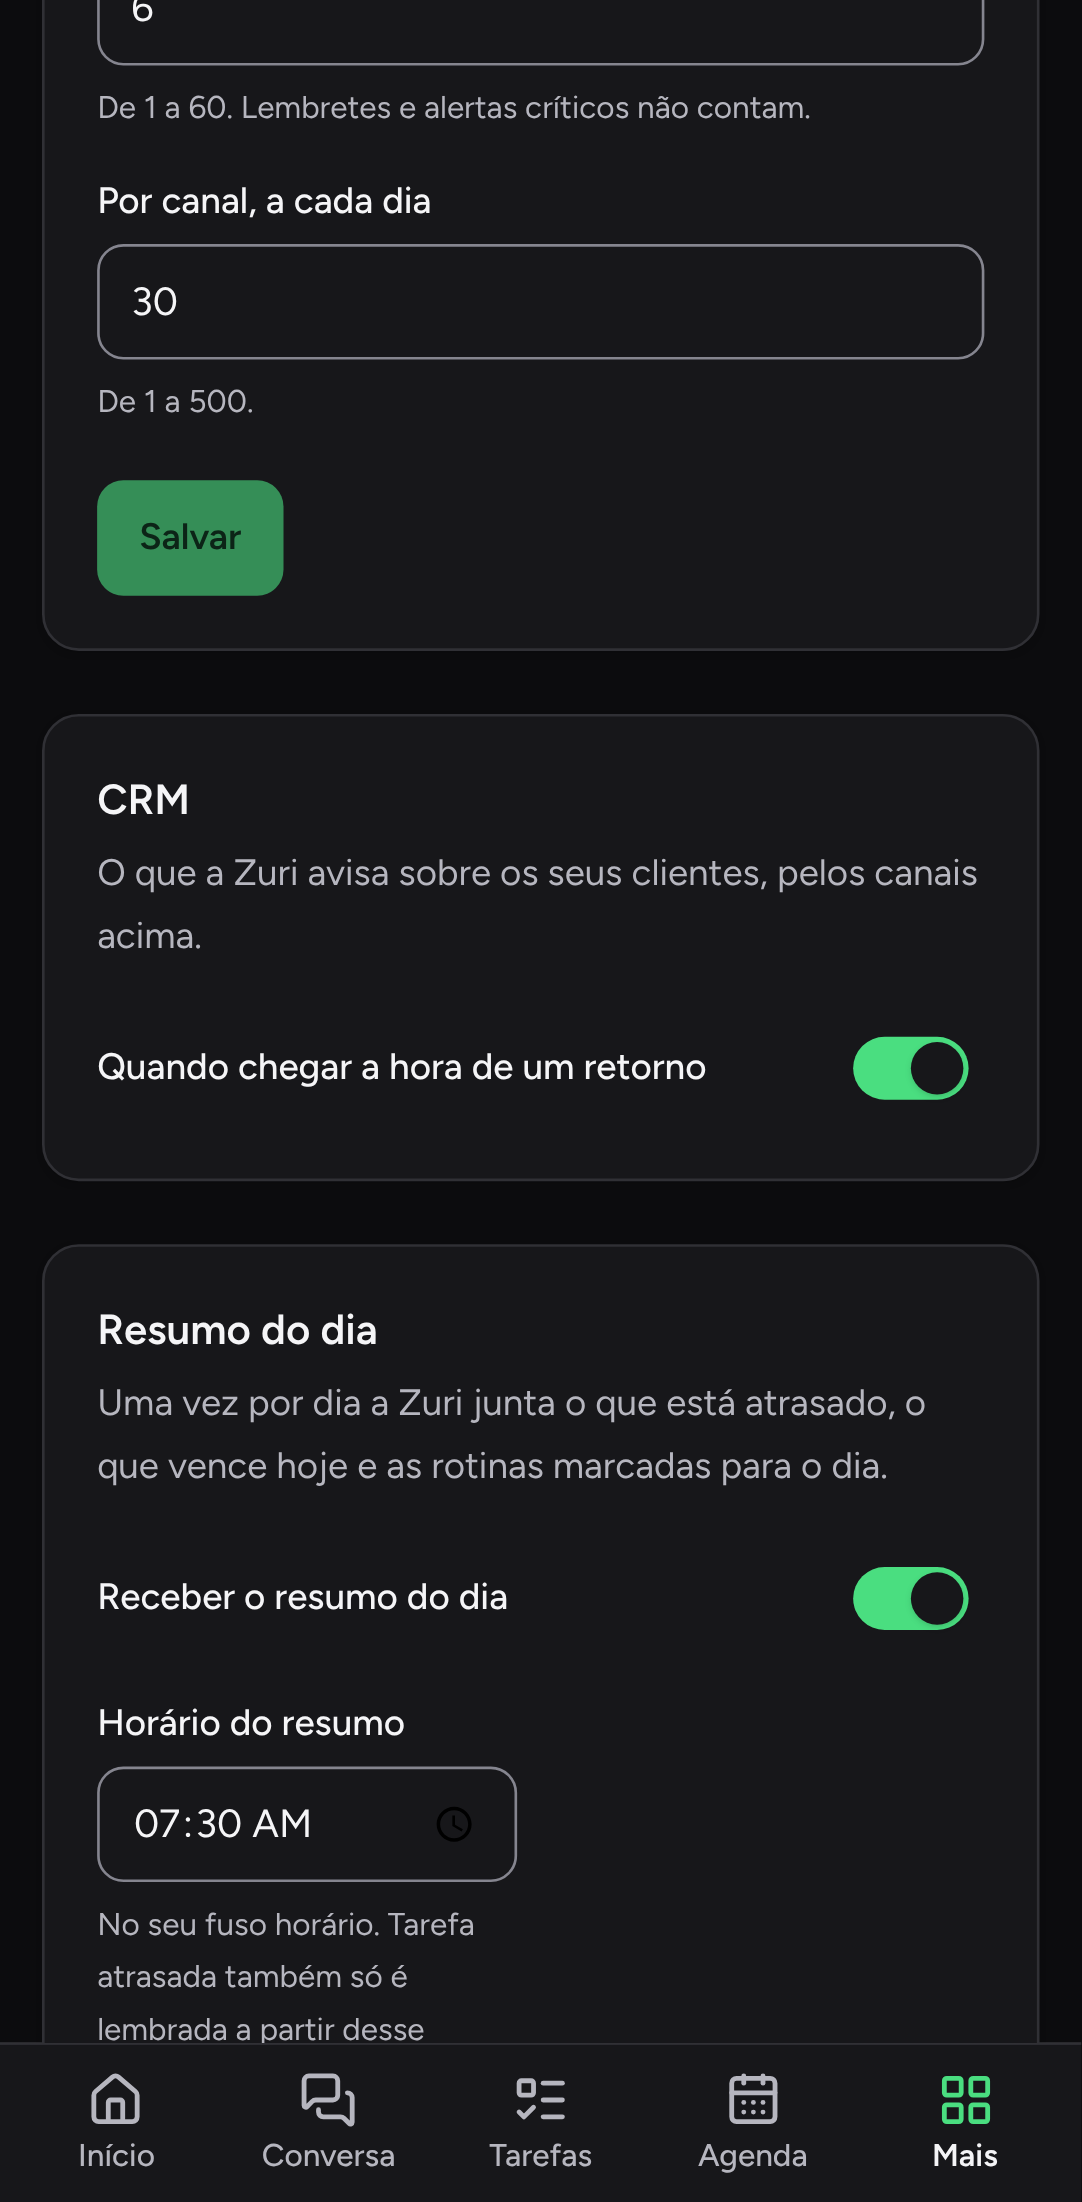 6
De 1 a 60. Lembretes e alertas críticos não contam.
Por canal, a cada dia
30
De 1 a 500.
Salvar
CRM
O que a Zuri avisa sobre os seus clientes, pelos canais
acima.
Quando chegar a hora de um retorno
Resumo do dia
Uma vez por dia a Zuri junta o que está atrasado, o
que vence hoje e as rotinas marcadas para o dia.
Receber o resumo do dia
Horário do resumo
07:30 AM
No seu fuso horário. Tarefa
atrasada também só é
lembrada a partir desse
Início
Conversa
Tarefas
Agenda
Mais